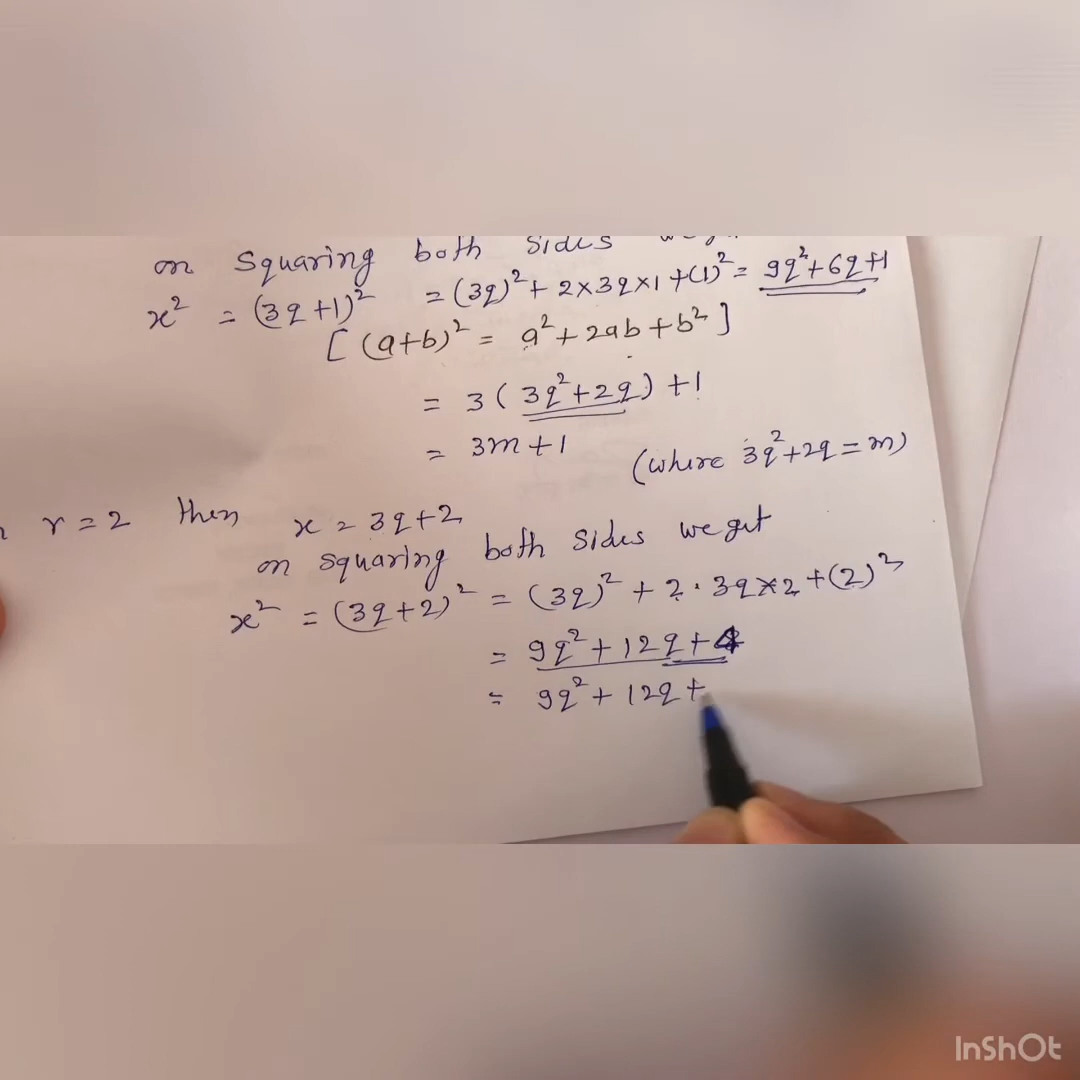 on Squaring both sides we get
x² = (3q+1)² = (3q)² + 2×3q×1 +(1)² = 9q²+6q+1
[ (a+b)² = a² + 2ab + b² ]
= 3 ( 3q²+2q ) + 1
= 3m + 1 (where 3q²+2q = m)
r = 2 then x = 3q+2
on squaring both sides we get
x² = (3q+2)² = (3q)² + 2 · 3q×2 + (2)²
= 9q² + 12q + 4
= 9q² + 12q +
InShOt